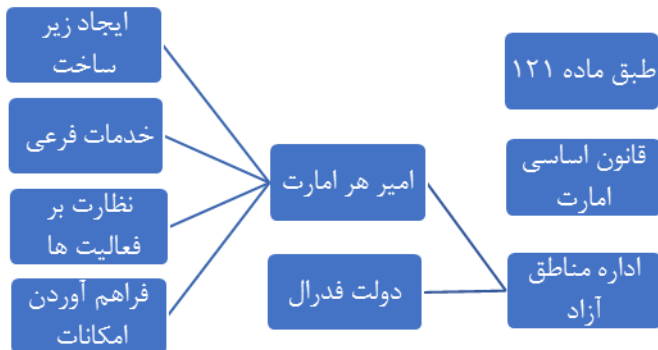 طبق ماده ۱۲۱
قانون اساسی
امارت
اداره مناطق
آزاد
امیر هر امارت
دولت فدرال
ایجاد زیر
ساخت
خدمات فرعی
نظارت بر
فعالیت ها
فراهم آوردن
امکانات